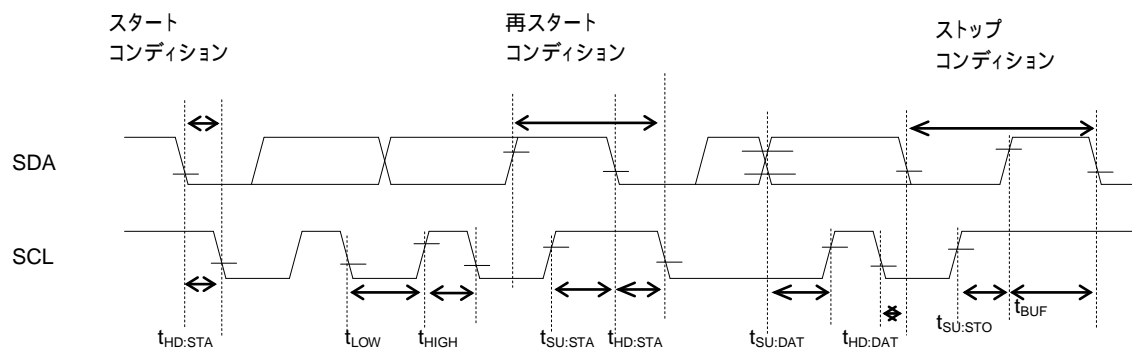 スタート
コンディション
再スタート
コンディション
ストップ
コンディション
SDA
SCL
tHD:STA
tLOW
tHIGH
tSU:STA
tHD:STA
tSU:DAT
tHD:DAT
tSU:STO
tBUF